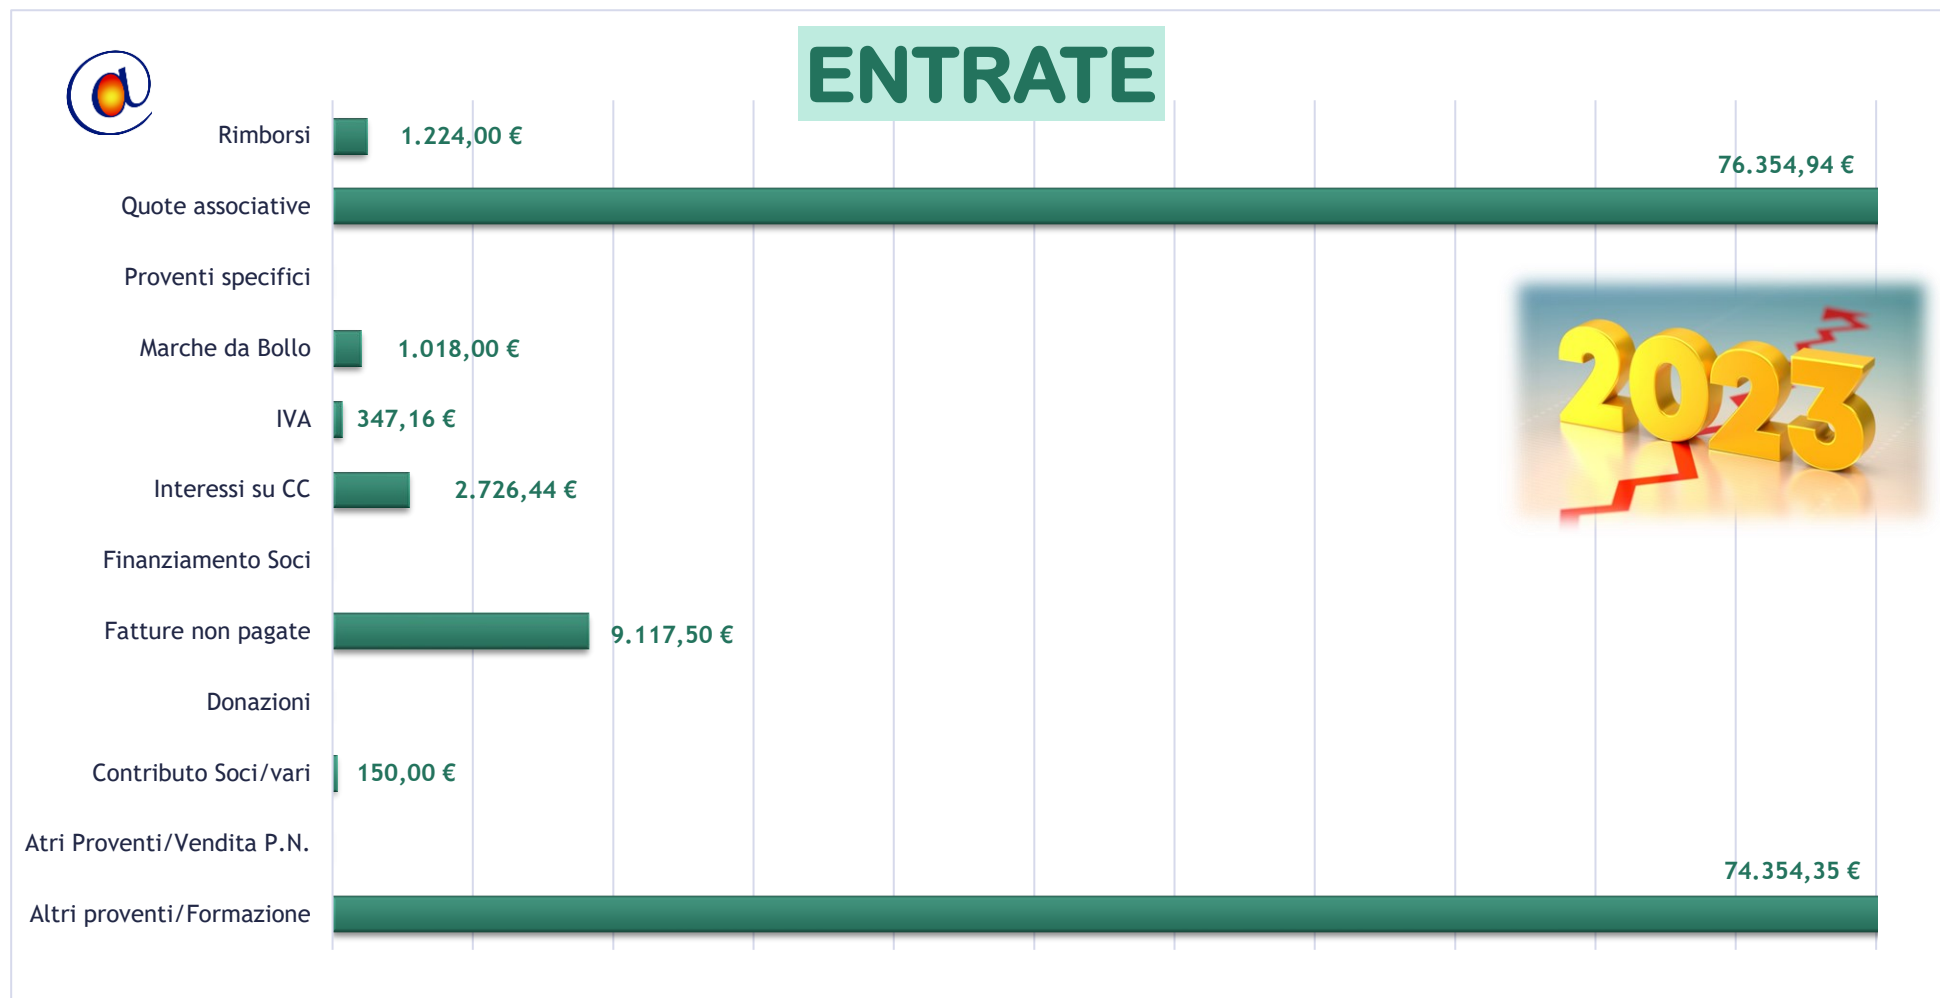 ENTRATE
Rimborsi 1.224,00 €
76.354,94 €
Quote associative
Proventi specifici
Marche da Bollo 1.018,00 €
IVA 347,16 €
Interessi su CC 2.726,44 €
Finanziamento Soci
Fatture non pagate 9.117,50 €
Donazioni
Contributo Soci/vari 150,00 €
Atri Proventi/Vendita P.N.
74.354,35 €
Altri proventi/Formazione
2023